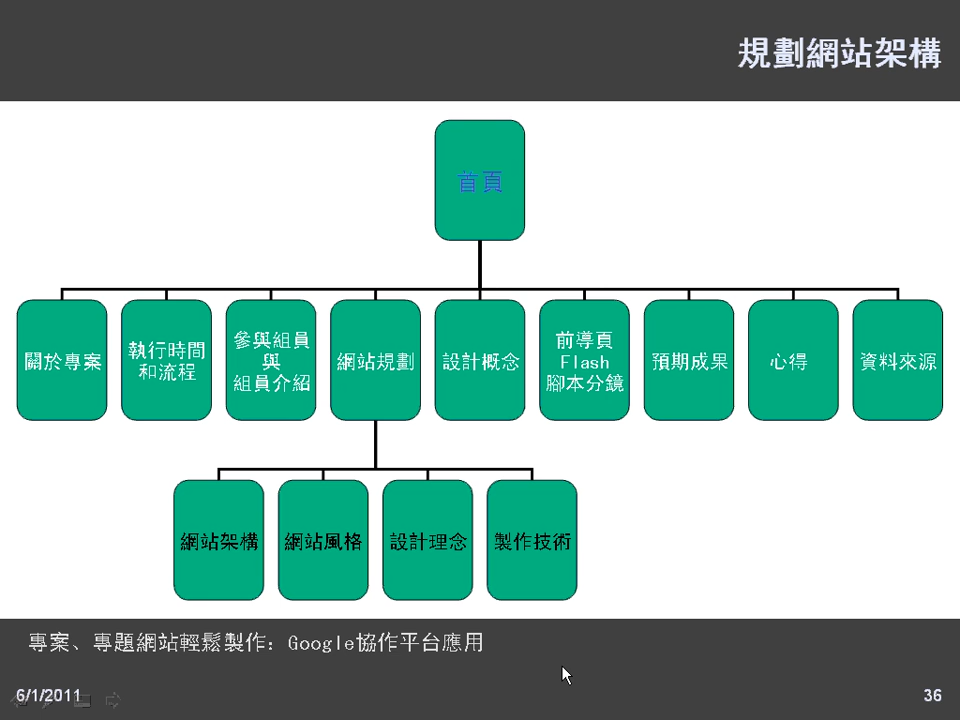 規劃網站架構
首頁
關於專案
執行時間
和流程
參與組員
與
組員介紹
網站規劃
設計概念
前導頁
Flash
腳本分鏡
預期成果
心得
資料來源
網站架構
網站風格
設計理念
製作技術
專案、專題網站輕鬆製作：Google協作平台應用
6/1/2011
36